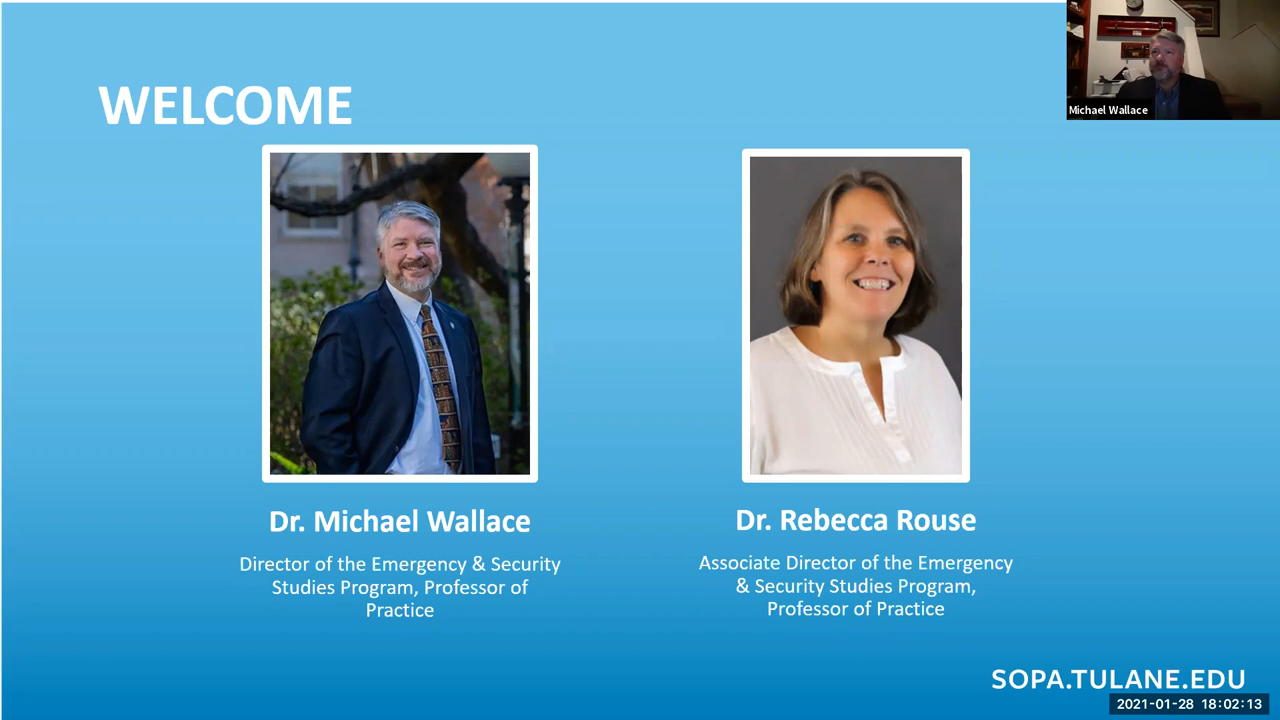 WELCOME
Michael Wallace
Dr. Michael Wallace
Director of the Emergency & Security
Studies Program, Professor of
Practice
Dr. Rebecca Rouse
Associate Director of the Emergency
& Security Studies Program,
Professor of Practice
SOPA.TULANE.EDU
2021-01-28 18:02:13